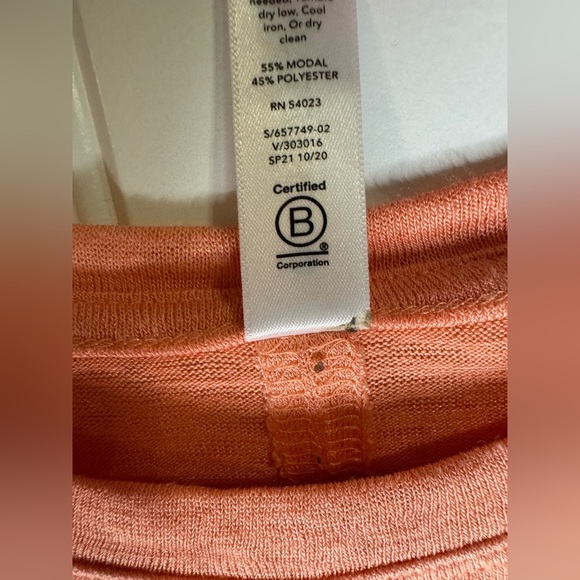 dry low, Cool
iron, Or dry
clean
55% MODAL
45% POLYESTER
RN 54023
S/657749-02
V/303016
SP21 10/20
Certified
B
®
Corporation